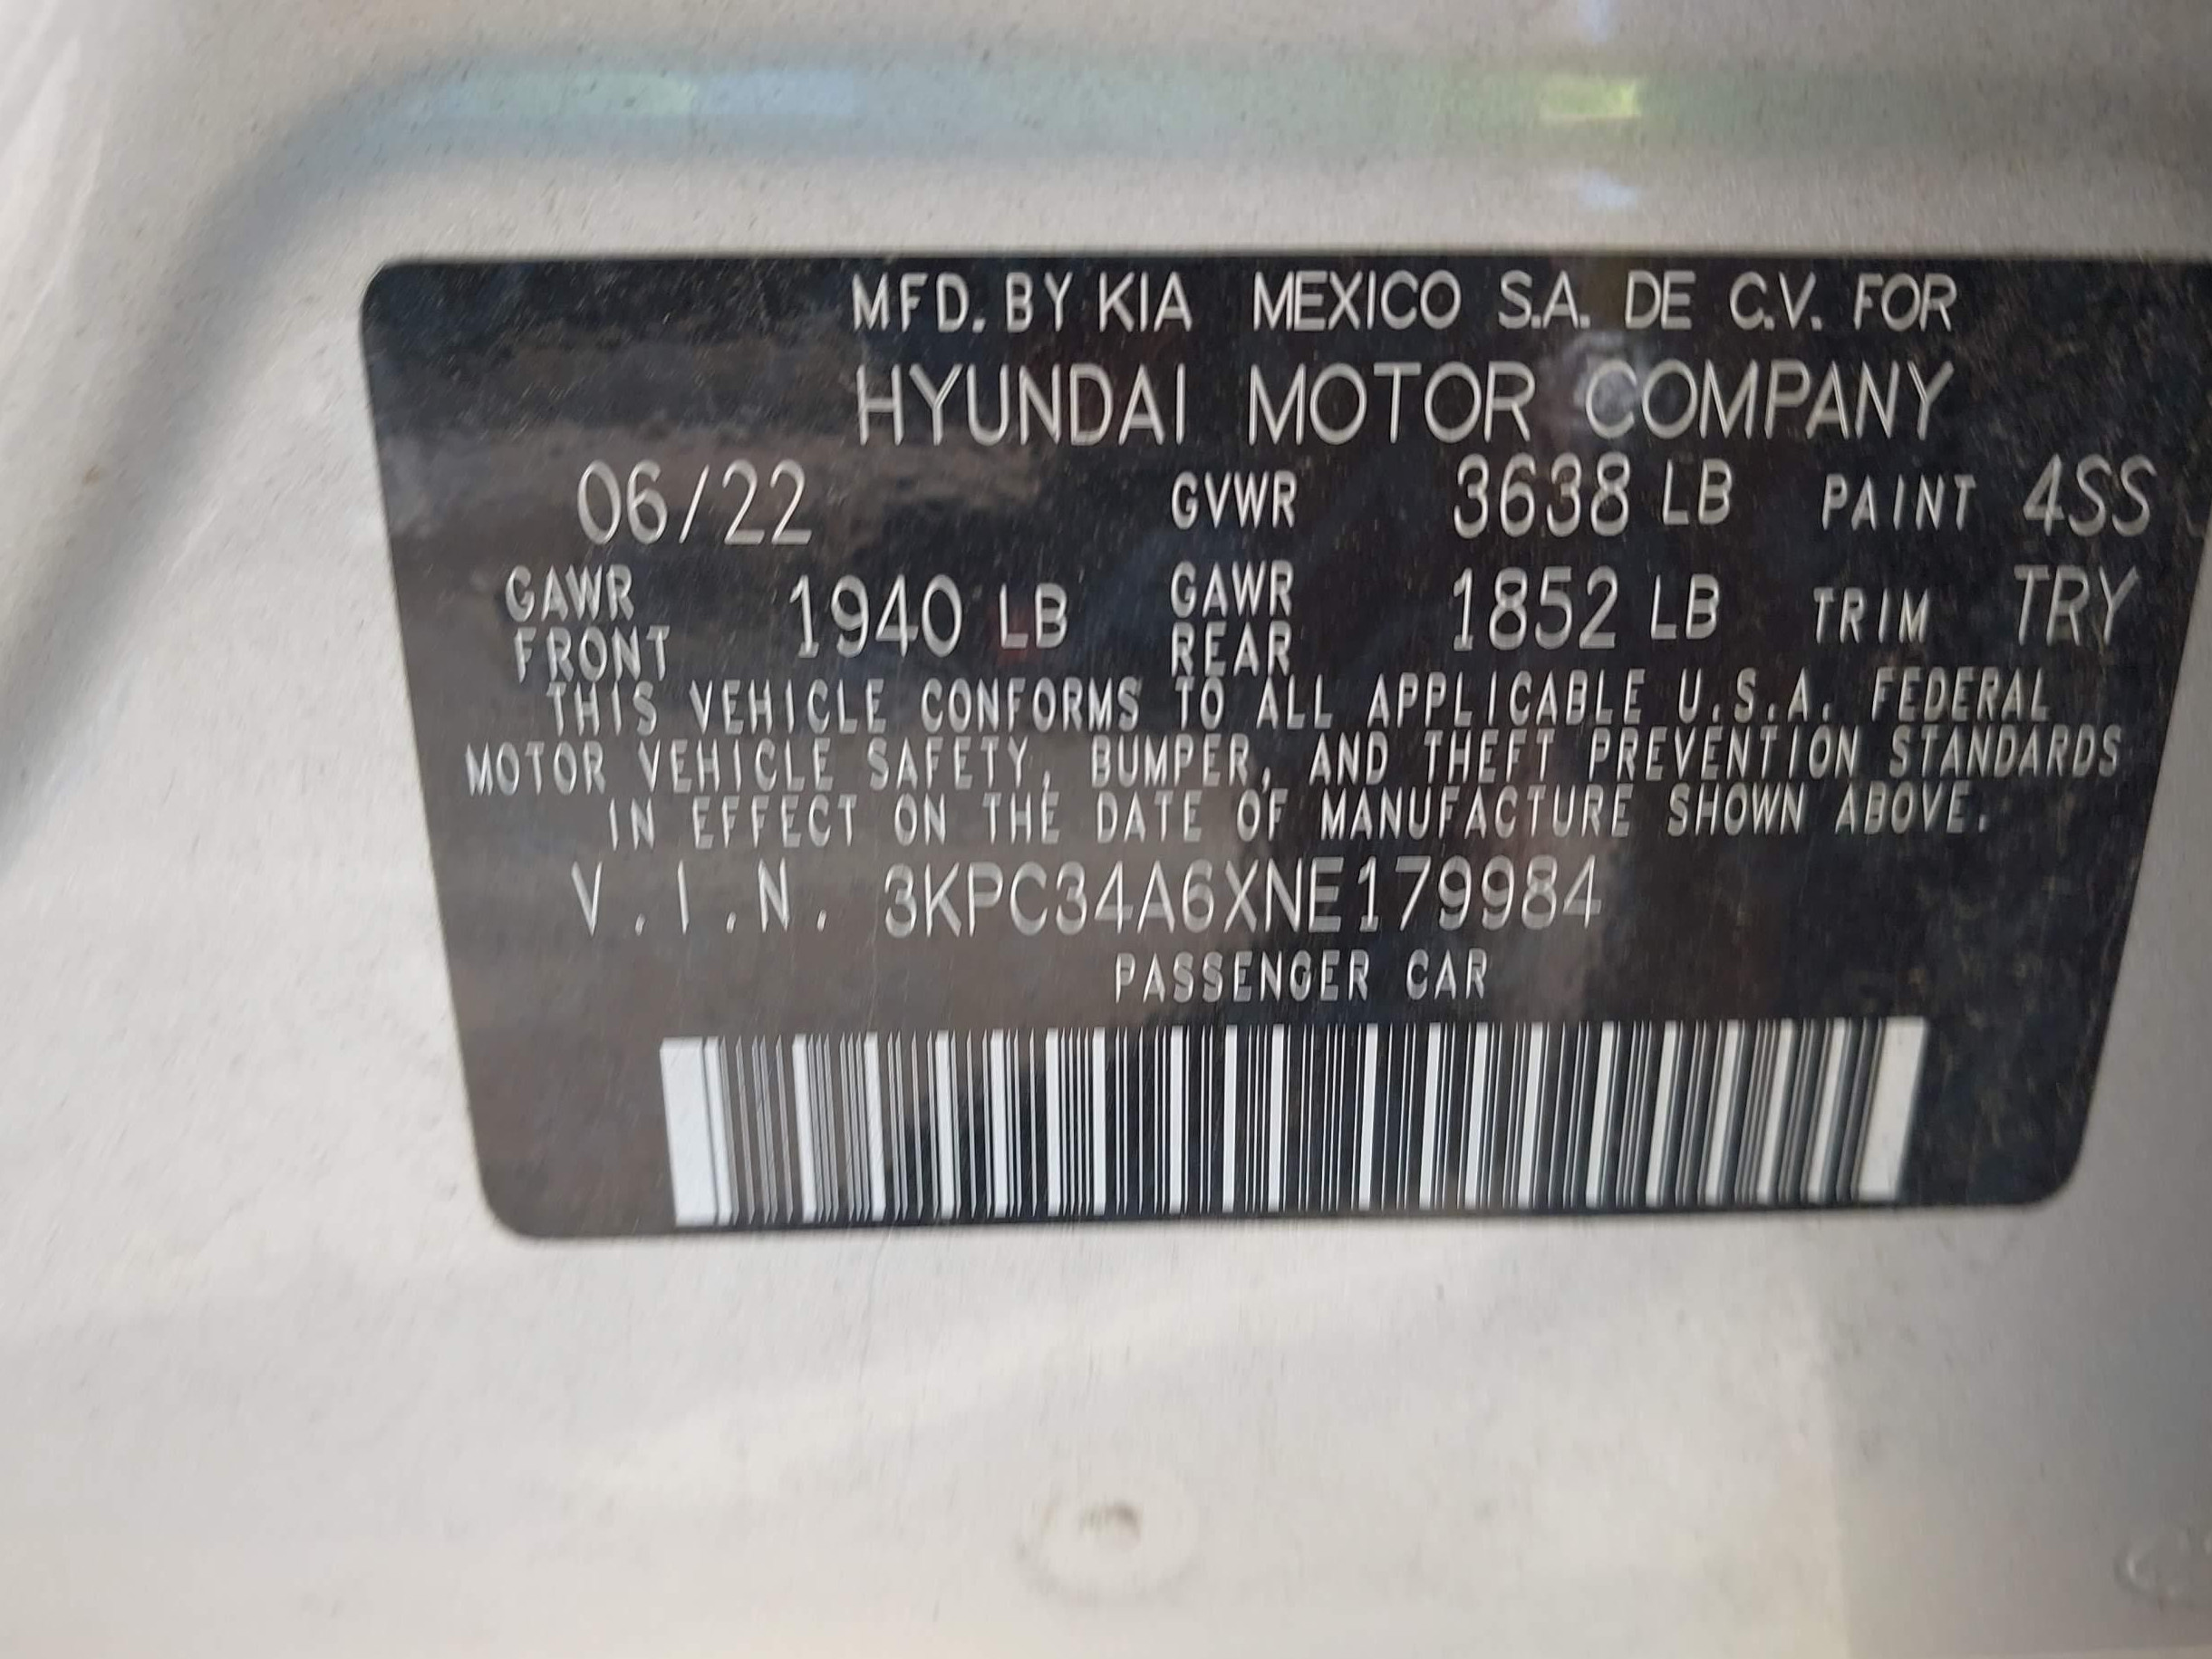 MFD. BY KIA MEXICO S.A. DE C.V. FOR
HYUNDAI MOTOR COMPANY
06/22 GVWR 3638 LB PAINT 4SS
GAWR FRONT 1940 LB GAWR REAR 1852 LB TRIM TRY
THIS VEHICLE CONFORMS TO ALL APPLICABLE U.S.A. FEDERAL
MOTOR VEHICLE SAFETY, BUMPER, AND THEFT PREVENTION STANDARDS
IN EFFECT ON THE DATE OF MANUFACTURE SHOWN ABOVE.
V.I.N. 3KPC34A6XNE179984
PASSENGER CAR